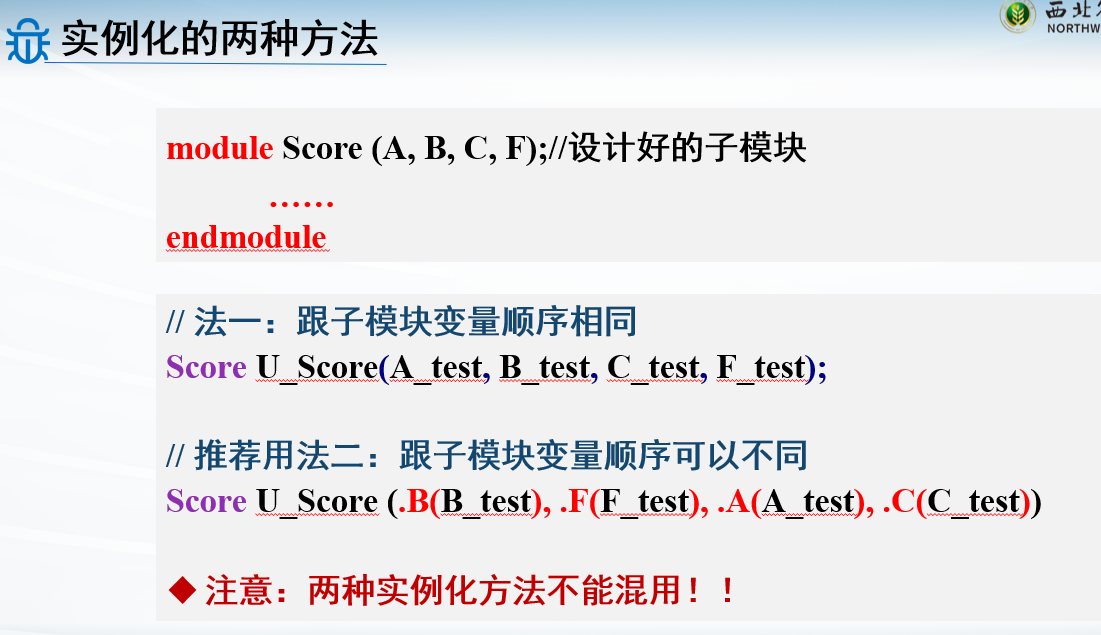 实例化的两种方法
西北
NORTHW
module Score (A, B, C, F);//设计好的子模块
……
endmodule
// 法一：跟子模块变量顺序相同
Score U_Score(A_test, B_test, C_test, F_test);
// 推荐用法二：跟子模块变量顺序可以不同
Score U_Score (.B(B_test), .F(F_test), .A(A_test), .C(C_test))
◆ 注意：两种实例化方法不能混用！！